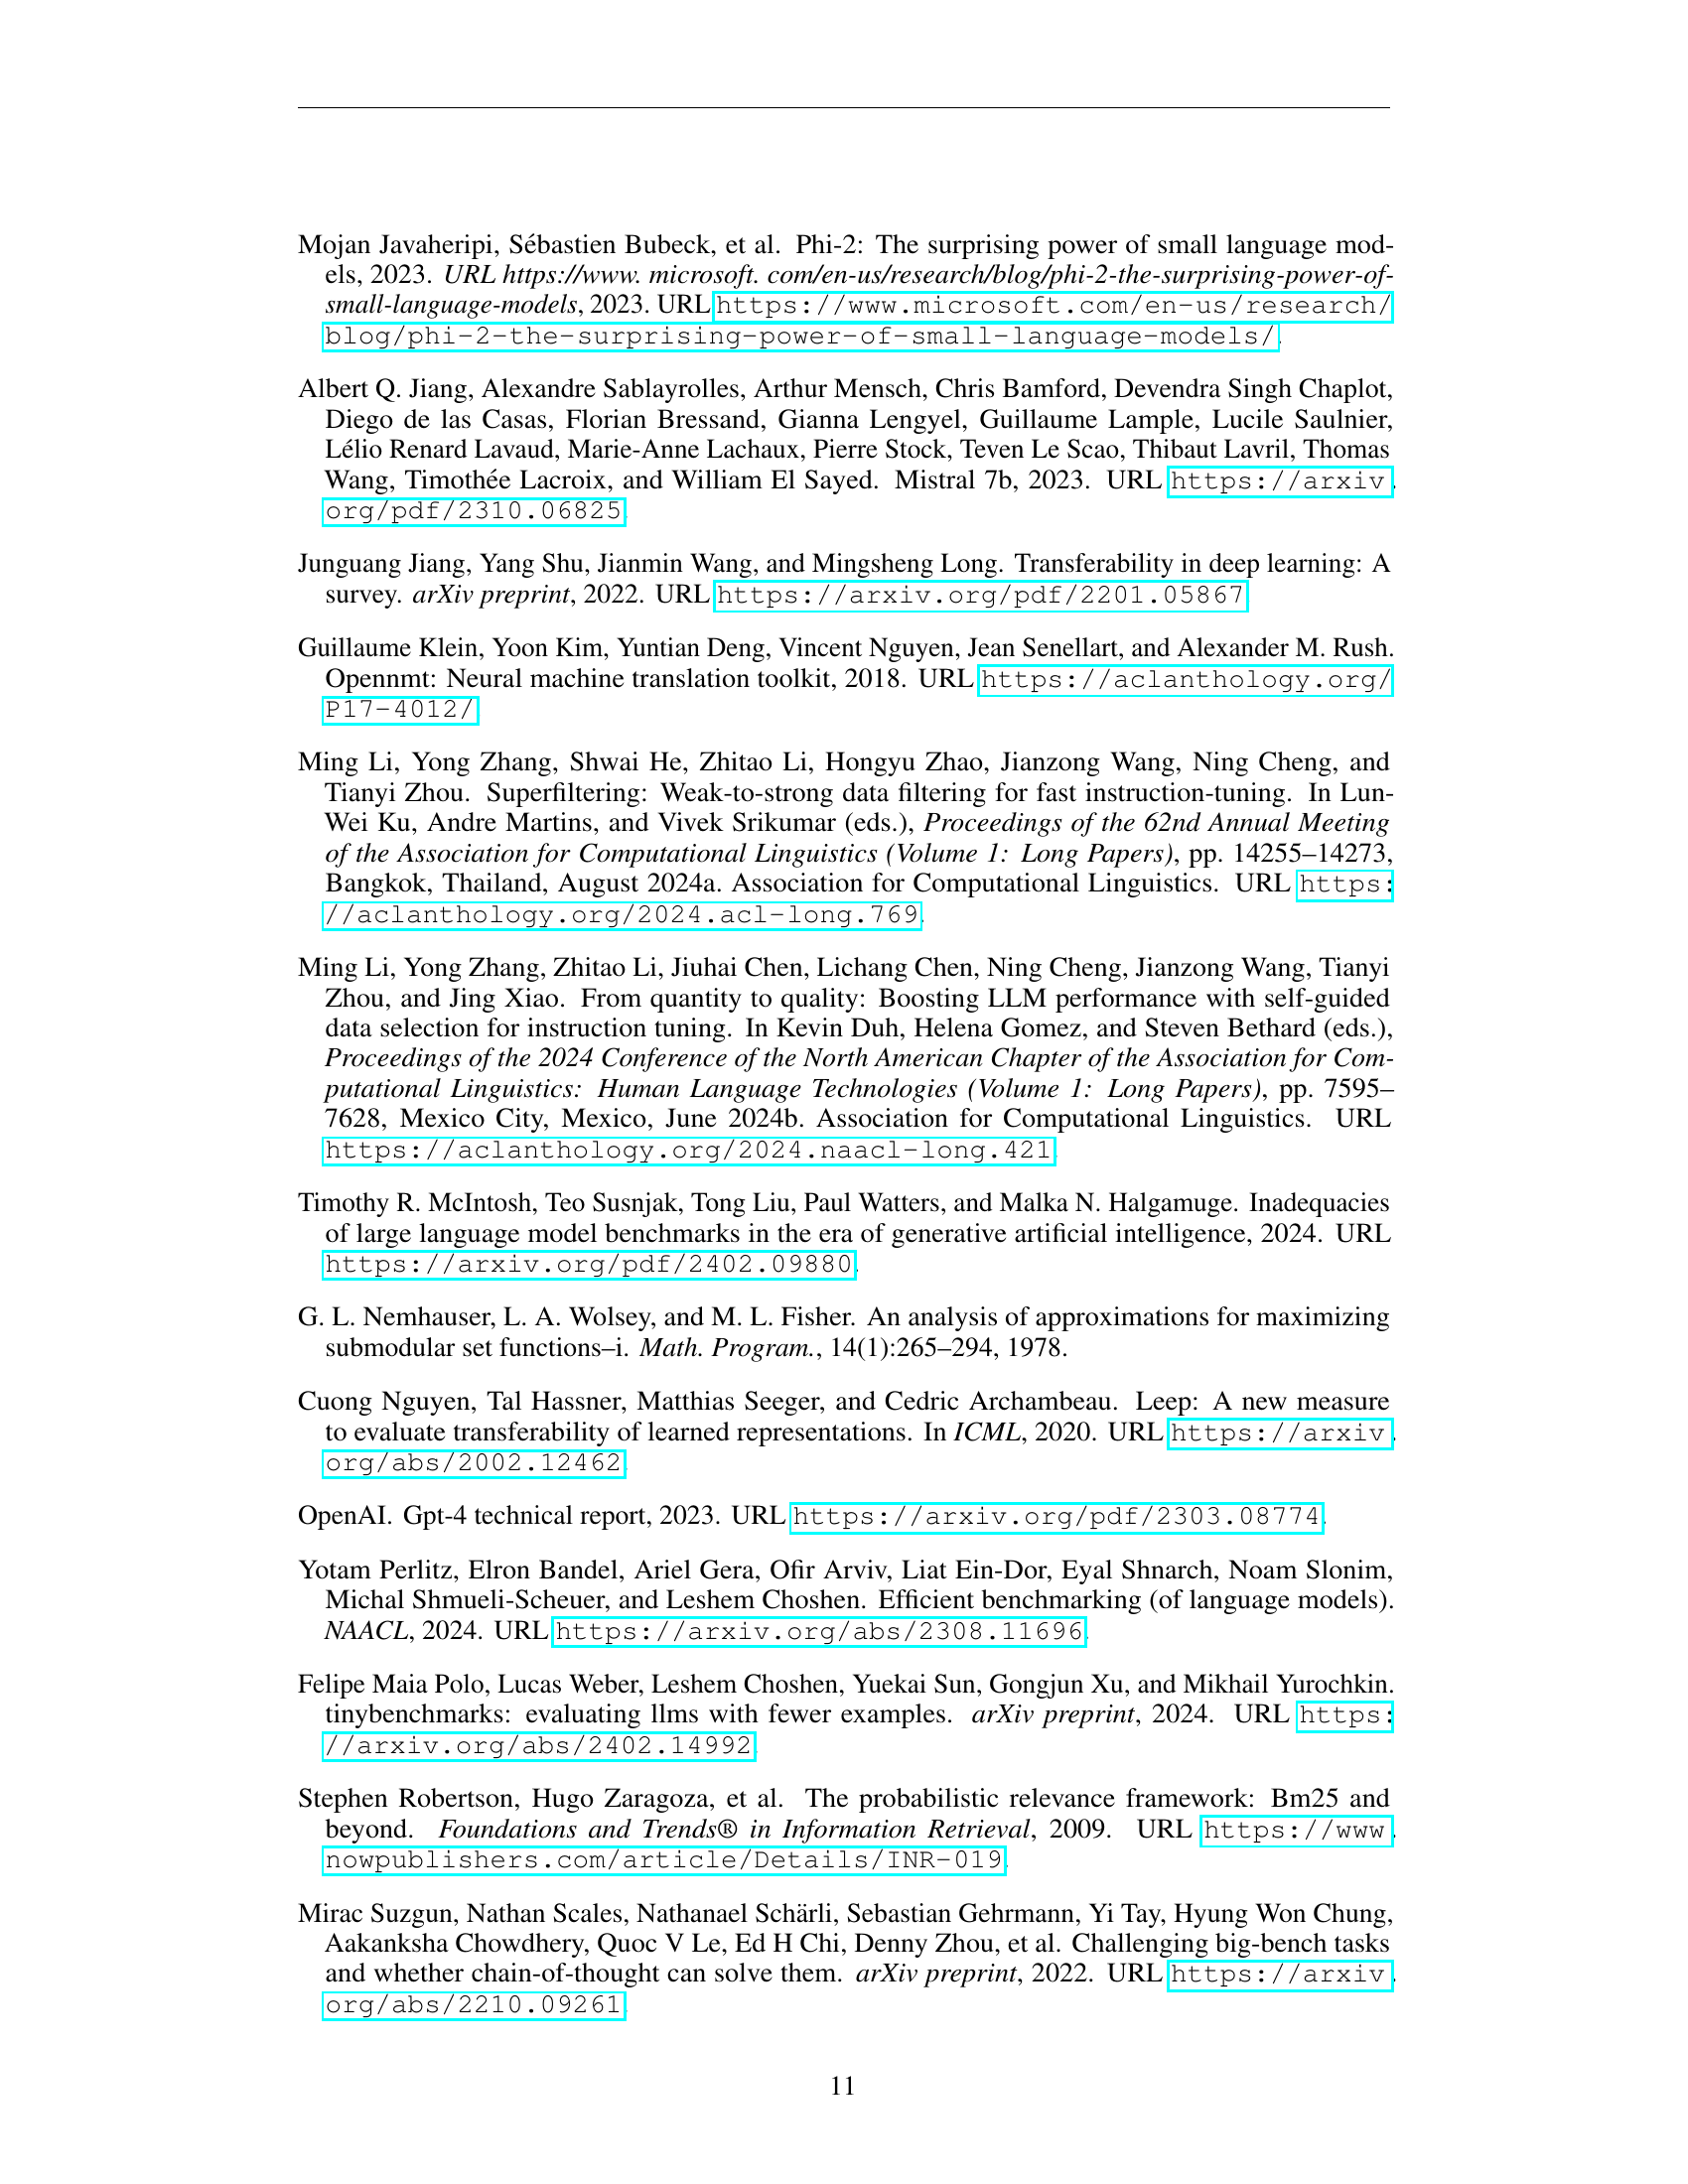 Mojan Javaheripi, Sébastien Bubeck, et al. Phi-2: The surprising power of small language mod-
els, 2023. URL https://www. microsoft. com/en-us/research/blog/phi-2-the-surprising-power-of-
small-language-models, 2023. URL https://www.microsoft.com/en-us/research/
blog/phi-2-the-surprising-power-of-small-language-models/.
Albert Q. Jiang, Alexandre Sablayrolles, Arthur Mensch, Chris Bamford, Devendra Singh Chaplot,
Diego de las Casas, Florian Bressand, Gianna Lengyel, Guillaume Lample, Lucile Saulnier,
Lélio Renard Lavaud, Marie-Anne Lachaux, Pierre Stock, Teven Le Scao, Thibaut Lavril, Thomas
Wang, Timothée Lacroix, and William El Sayed. Mistral 7b, 2023. URL https://arxiv.
org/pdf/2310.06825.
Junguang Jiang, Yang Shu, Jianmin Wang, and Mingsheng Long. Transferability in deep learning: A
survey. arXiv preprint, 2022. URL https://arxiv.org/pdf/2201.05867.
Guillaume Klein, Yoon Kim, Yuntian Deng, Vincent Nguyen, Jean Senellart, and Alexander M. Rush.
Opennmt: Neural machine translation toolkit, 2018. URL https://aclanthology.org/
P17-4012/.
Ming Li, Yong Zhang, Shwai He, Zhitao Li, Hongyu Zhao, Jianzong Wang, Ning Cheng, and
Tianyi Zhou. Superfiltering: Weak-to-strong data filtering for fast instruction-tuning. In Lun-
Wei Ku, Andre Martins, and Vivek Srikumar (eds.), Proceedings of the 62nd Annual Meeting
of the Association for Computational Linguistics (Volume 1: Long Papers), pp. 14255–14273,
Bangkok, Thailand, August 2024a. Association for Computational Linguistics. URL https:
//aclanthology.org/2024.acl-long.769.
Ming Li, Yong Zhang, Zhitao Li, Jiuhai Chen, Lichang Chen, Ning Cheng, Jianzong Wang, Tianyi
Zhou, and Jing Xiao. From quantity to quality: Boosting LLM performance with self-guided
data selection for instruction tuning. In Kevin Duh, Helena Gomez, and Steven Bethard (eds.),
Proceedings of the 2024 Conference of the North American Chapter of the Association for Com-
putational Linguistics: Human Language Technologies (Volume 1: Long Papers), pp. 7595–
7628, Mexico City, Mexico, June 2024b. Association for Computational Linguistics. URL
https://aclanthology.org/2024.naacl-long.421.
Timothy R. McIntosh, Teo Susnjak, Tong Liu, Paul Watters, and Malka N. Halgamuge. Inadequacies
of large language model benchmarks in the era of generative artificial intelligence, 2024. URL
https://arxiv.org/pdf/2402.09880.
G. L. Nemhauser, L. A. Wolsey, and M. L. Fisher. An analysis of approximations for maximizing
submodular set functions–i. Math. Program., 14(1):265–294, 1978.
Cuong Nguyen, Tal Hassner, Matthias Seeger, and Cedric Archambeau. Leep: A new measure
to evaluate transferability of learned representations. In ICML, 2020. URL https://arxiv.
org/abs/2002.12462.
OpenAI. Gpt-4 technical report, 2023. URL https://arxiv.org/pdf/2303.08774.
Yotam Perlitz, Elron Bandel, Ariel Gera, Ofir Arviv, Liat Ein-Dor, Eyal Shnarch, Noam Slonim,
Michal Shmueli-Scheuer, and Leshem Choshen. Efficient benchmarking (of language models).
NAACL, 2024. URL https://arxiv.org/abs/2308.11696.
Felipe Maia Polo, Lucas Weber, Leshem Choshen, Yuekai Sun, Gongjun Xu, and Mikhail Yurochkin.
tinybenchmarks: evaluating llms with fewer examples. arXiv preprint, 2024. URL https:
//arxiv.org/abs/2402.14992.
Stephen Robertson, Hugo Zaragoza, et al. The probabilistic relevance framework: Bm25 and
beyond. Foundations and Trends® in Information Retrieval, 2009. URL https://www.
nowpublishers.com/article/Details/INR-019.
Mirac Suzgun, Nathan Scales, Nathanael Schärli, Sebastian Gehrmann, Yi Tay, Hyung Won Chung,
Aakanksha Chowdhery, Quoc V Le, Ed H Chi, Denny Zhou, et al. Challenging big-bench tasks
and whether chain-of-thought can solve them. arXiv preprint, 2022. URL https://arxiv.
org/abs/2210.09261.
11